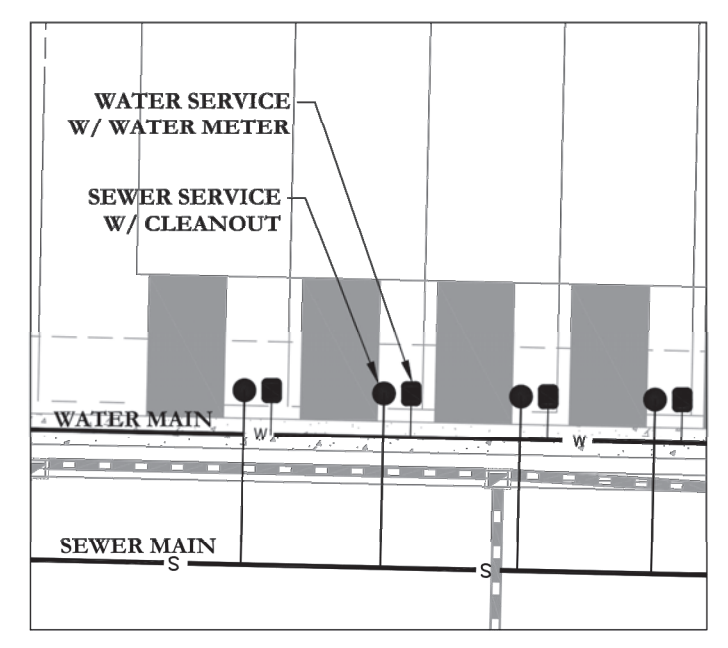 WATER SERVICE
W/ WATER METER
SEWER SERVICE
W/ CLEANOUT
WATER MAIN
W
W
SEWER MAIN
S
S